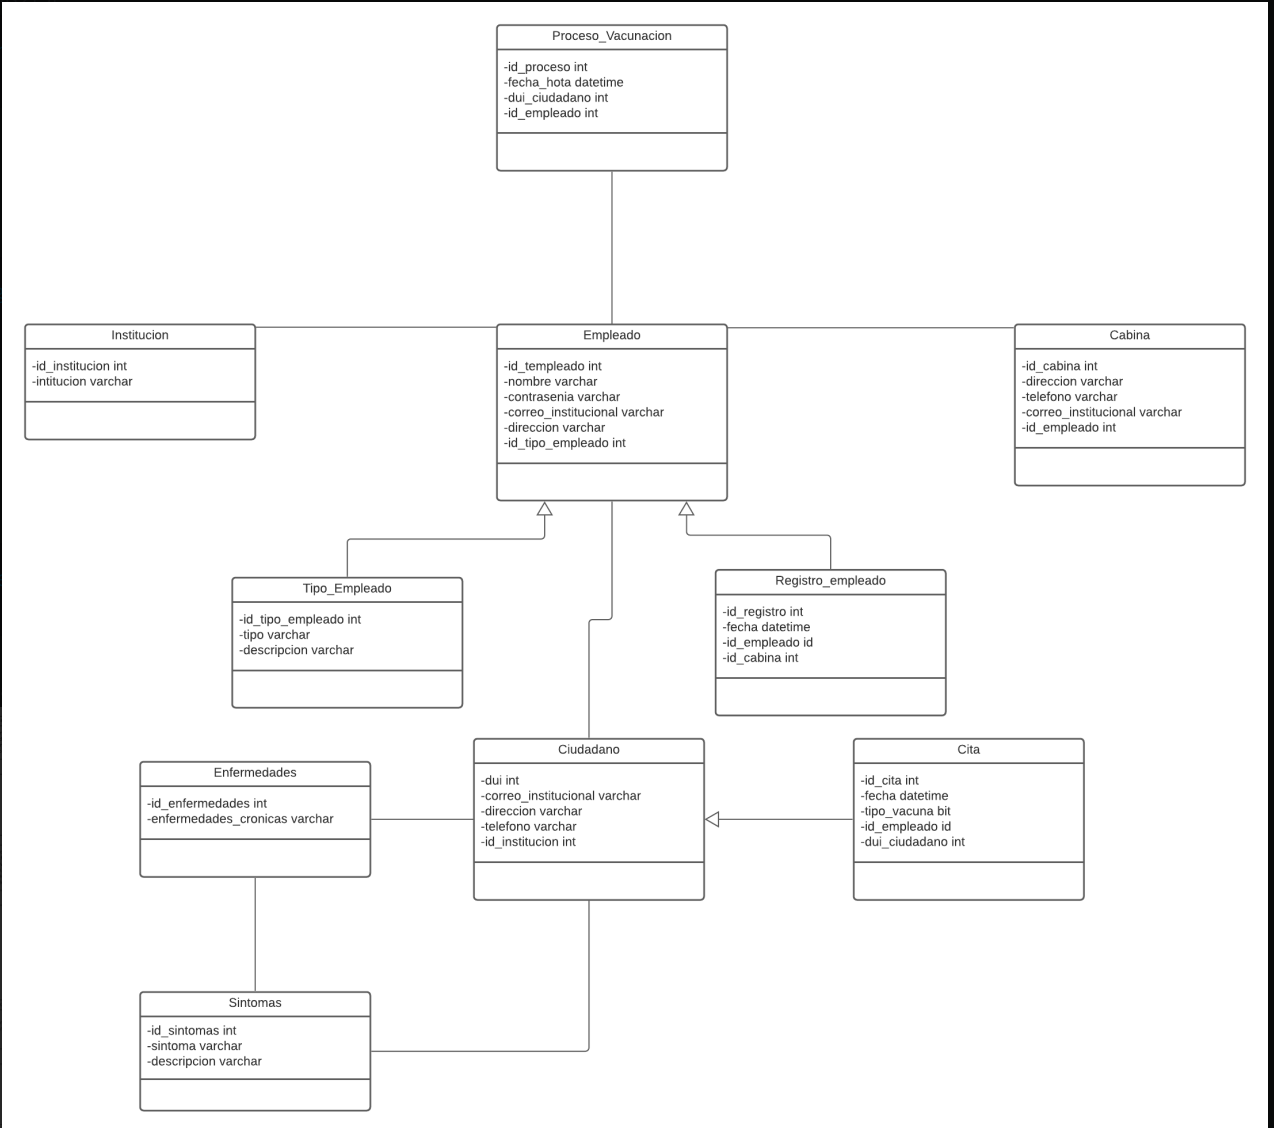 Proceso_Vacunacion
-id_proceso int
-fecha_hota datetime
-dui_ciudadano int
-id_empleado int
Institucion
-id_institucion int
-intitucion varchar
Empleado
-id_templeado int
-nombre varchar
-contrasenia varchar
-correo_institucional varchar
-direccion varchar
-id_tipo_empleado int
Cabina
-id_cabina int
-direccion varchar
-telefono varchar
-correo_institucional varchar
-id_empleado int
Tipo_Empleado
-id_tipo_empleado int
-tipo varchar
-descripcion varchar
Registro_empleado
-id_registro int
-fecha datetime
-id_empleado id
-id_cabina int
Enfermedades
-id_enfermedades int
-enfermedades_cronicas varchar
Ciudadano
-dui int
-correo_institucional varchar
-direccion varchar
-telefono varchar
-id_institucion int
Cita
-id_cita int
-fecha datetime
-tipo_vacuna bit
-id_empleado id
-dui_ciudadano int
Sintomas
-id_sintomas int
-sintoma varchar
-descripcion varchar